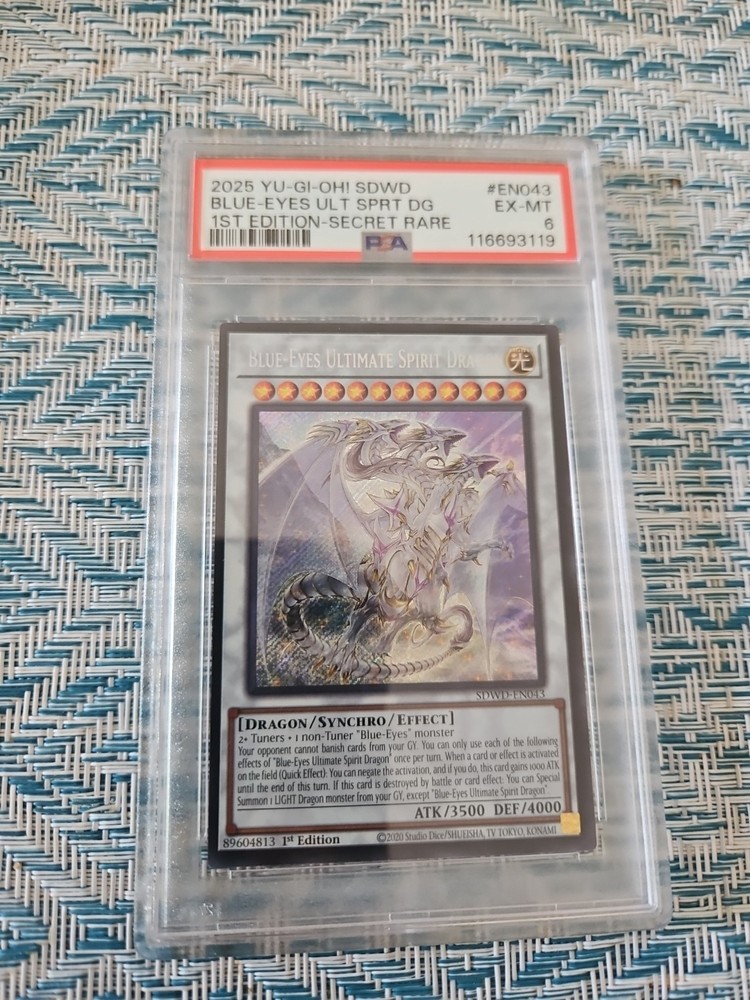 2025 YU-GI-OH! SDWD #EN043
BLUE-EYES ULT SPRT DG EX-MT
1ST EDITION-SECRET RARE 6
PSA 116693119
BLUE-EYES ULTIMATE SPIRIT
光
SDWD-EN043
[DRAGON/SYNCHRO/EFFECT]
2+ Tuners + 1 non-Tuner "Blue-Eyes" monster
Your opponent cannot banish cards from your GY. You can only use each of the following
effects of "Blue-Eyes Ultimate Spirit Dragon" once per turn. When a card or effect is activated
on the field (Quick Effect): You can negate the activation, and if you do, this card gains 1000 ATK
until the end of this turn. If this card is destroyed by battle or card effect: You can Special
Summon 1 LIGHT Dragon monster from your GY, except "Blue-Eyes Ultimate Spirit Dragon".
ATK/3500 DEF/4000
89604813 1st Edition ©2020 Studio Dice/SHUEISHA, TV TOKYO, KONAMI